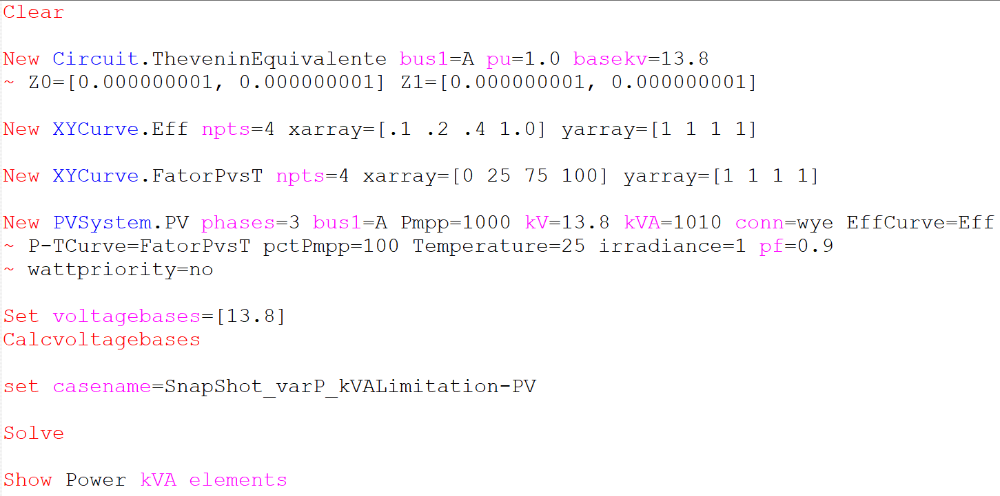 Clear
New Circuit.TheveninEquivalente bus1=A pu=1.0 basekv=13.8
~ Z0=[0.000000001, 0.000000001] Z1=[0.000000001, 0.000000001]
New XYCurve.Eff npts=4 xarray=[.1 .2 .4 1.0] yarray=[1 1 1 1]
New XYCurve.FatorPvsT npts=4 xarray=[0 25 75 100] yarray=[1 1 1 1]
New PVSystem.PV phases=3 bus1=A Pmpp=1000 kV=13.8 kVA=1010 conn=wye EffCurve=Eff
~ P-TCurve=FatorPvsT pctPmpp=100 Temperature=25 irradiance=1 pf=0.9
~ wattpriority=no
Set voltagebases=[13.8]
Calcvoltagebases
set casename=SnapShot_varP_kVALimitation-PV
Solve
Show Power kVA elements